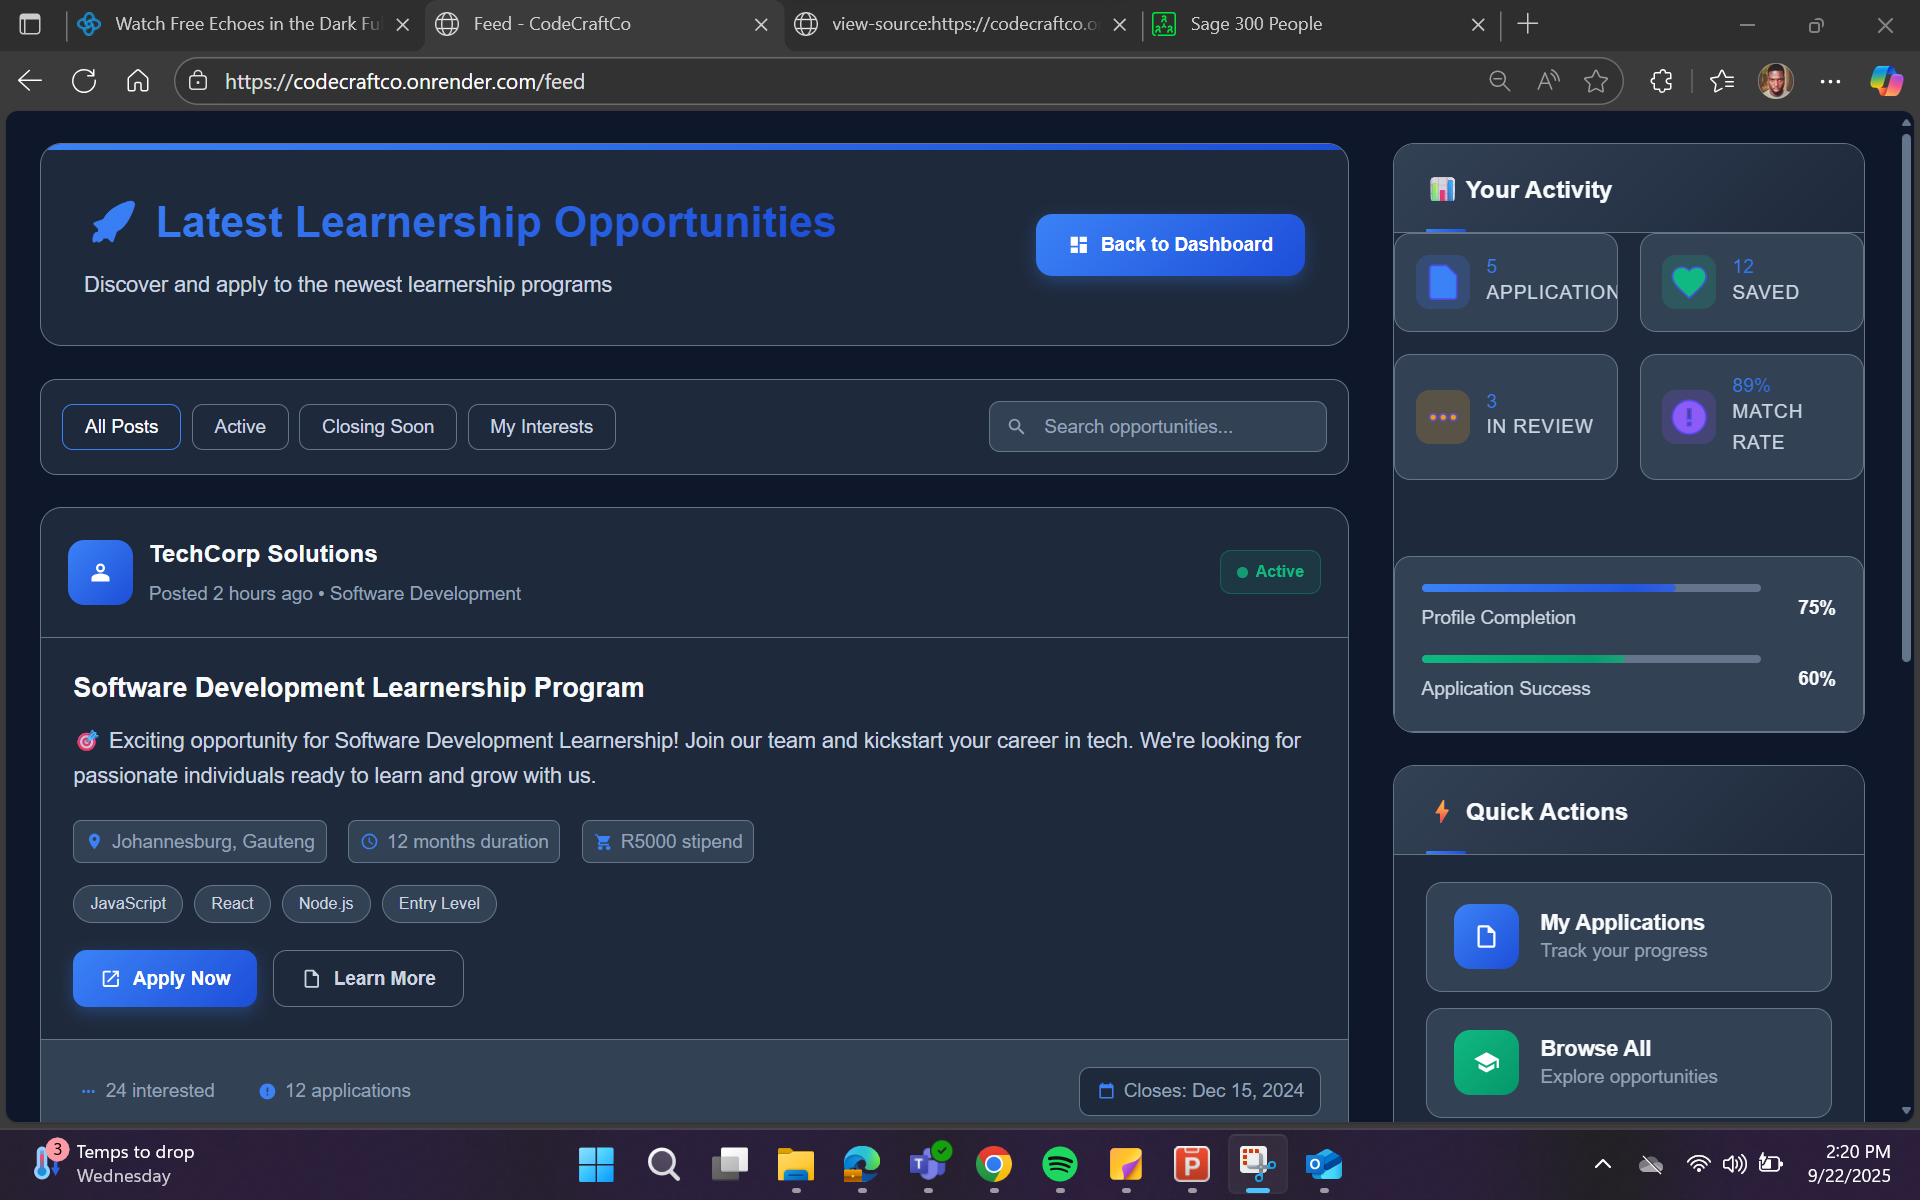 Watch Free Echoes in the Dark Ful
Feed - CodeCraftCo
view-source:https://codecraftco.o
Sage 300 People
https://codecraftco.onrender.com/feed
Latest Learnership Opportunities
Discover and apply to the newest learnership programs
Back to Dashboard
All Posts
Active
Closing Soon
My Interests
Search opportunities...
TechCorp Solutions
Posted 2 hours ago • Software Development
Active
Software Development Learnership Program
🎯 Exciting opportunity for Software Development Learnership! Join our team and kickstart your career in tech. We're looking for
passionate individuals ready to learn and grow with us.
Johannesburg, Gauteng
12 months duration
R5000 stipend
JavaScript
React
Node.js
Entry Level
Apply Now
Learn More
24 interested
12 applications
Closes: Dec 15, 2024
📊 Your Activity
5
APPLICATION
12
SAVED
3
IN REVIEW
89%
MATCH
RATE
75%
Profile Completion
60%
Application Success
⚡ Quick Actions
My Applications
Track your progress
Browse All
Explore opportunities
3
Temps to drop
Wednesday
2:20 PM
9/22/2025